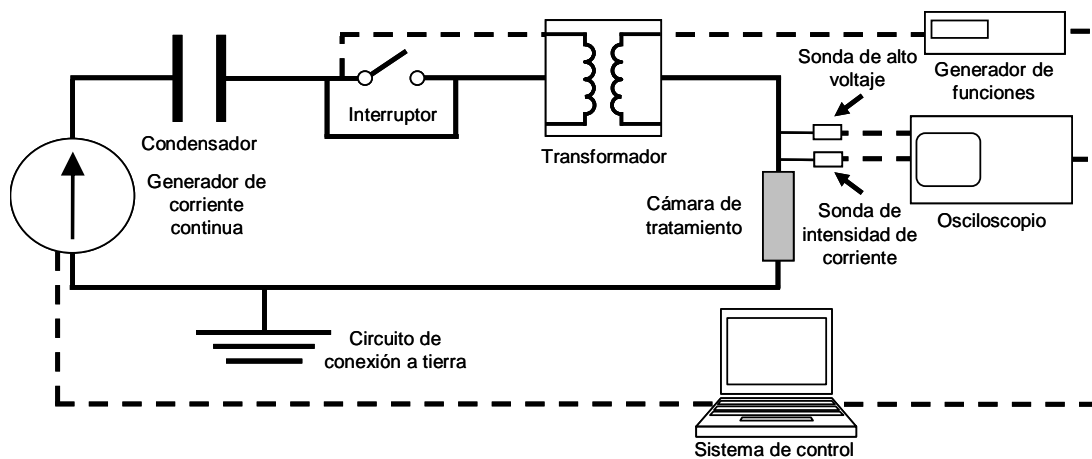 Condensador
Generador de
corriente
continua
Interruptor
Transformador
Sonda de alto
voltaje
Generador de
funciones
Cámara de
tratamiento
Sonda de
intensidad de
corriente
Osciloscopio
Circuito de
conexión a tierra
Sistema de control